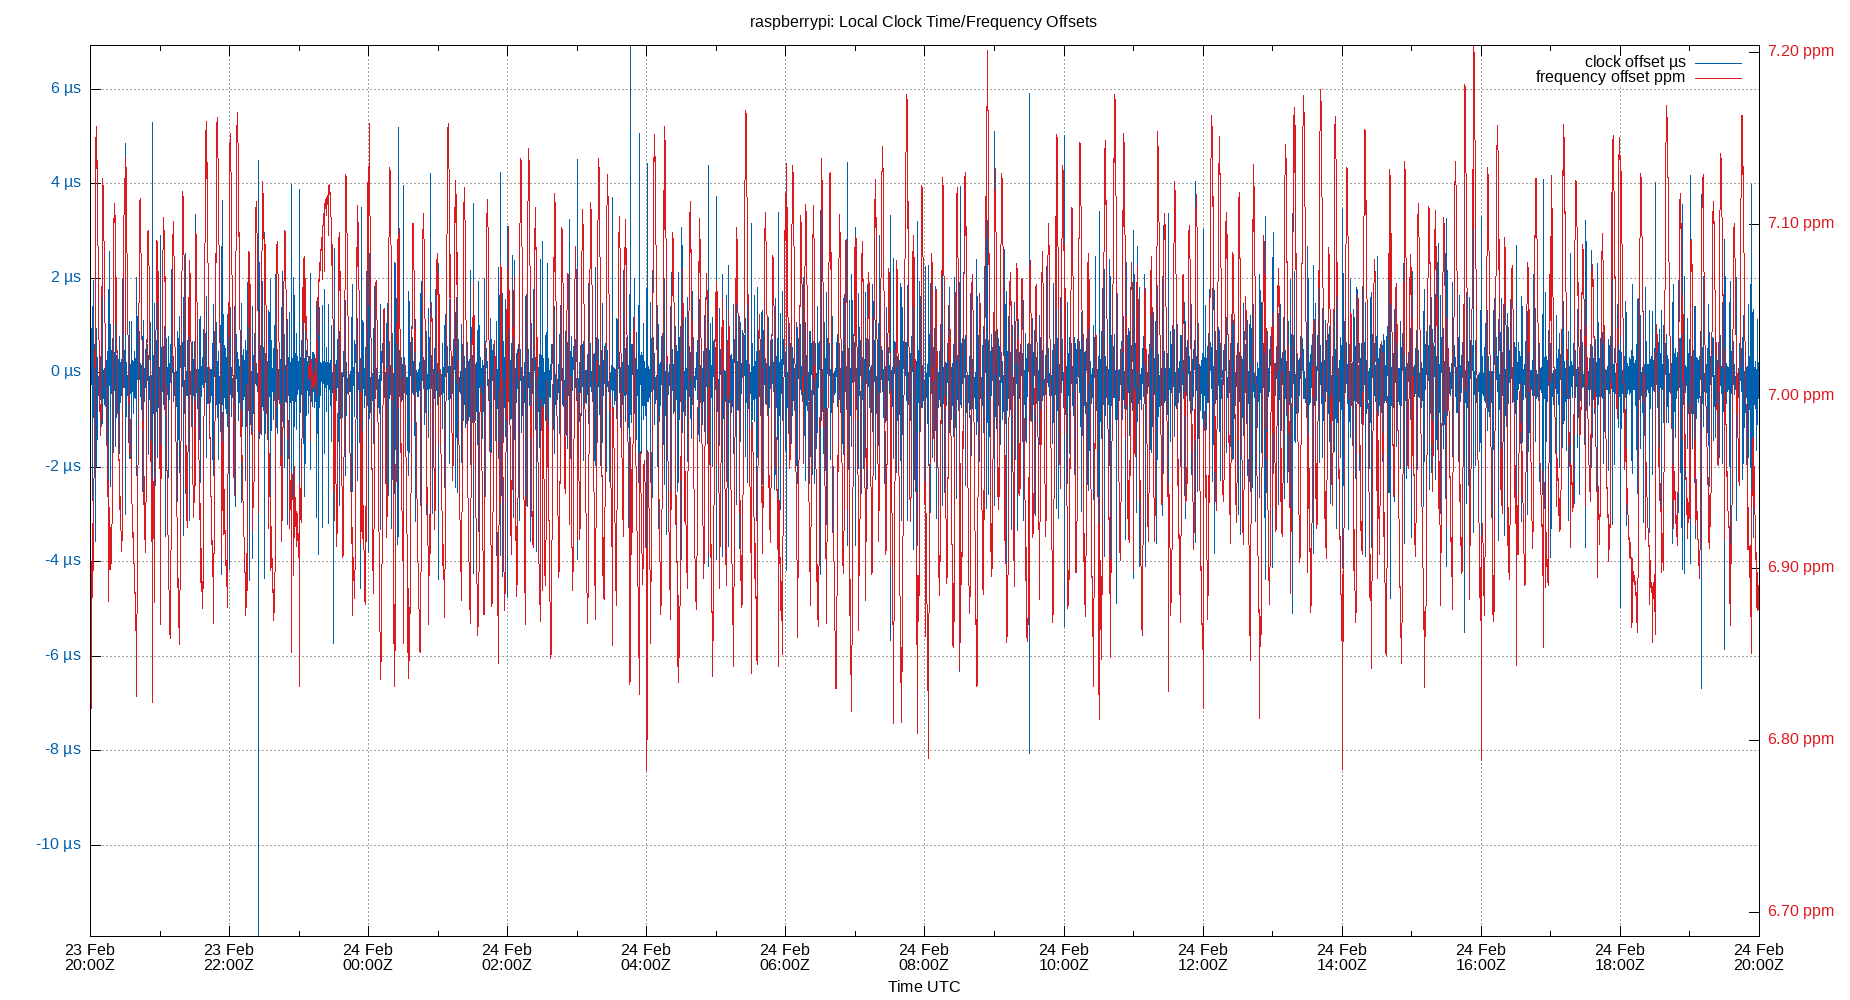 raspberrypi: Local Clock Time/Frequency Offsets
clock offset µs
frequency offset ppm
6 µs
4 µs
2 µs
0 µs
-2 µs
-4 µs
-6 µs
-8 µs
-10 µs
7.20 ppm
7.10 ppm
7.00 ppm
6.90 ppm
6.80 ppm
6.70 ppm
23 Feb 23 Feb 24 Feb 24 Feb 24 Feb 24 Feb 24 Feb 24 Feb 24 Feb 24 Feb 24 Feb 24 Feb 24 Feb
20:00Z 22:00Z 00:00Z 02:00Z 04:00Z 06:00Z 08:00Z 10:00Z 12:00Z 14:00Z 16:00Z 18:00Z 20:00Z
Time UTC